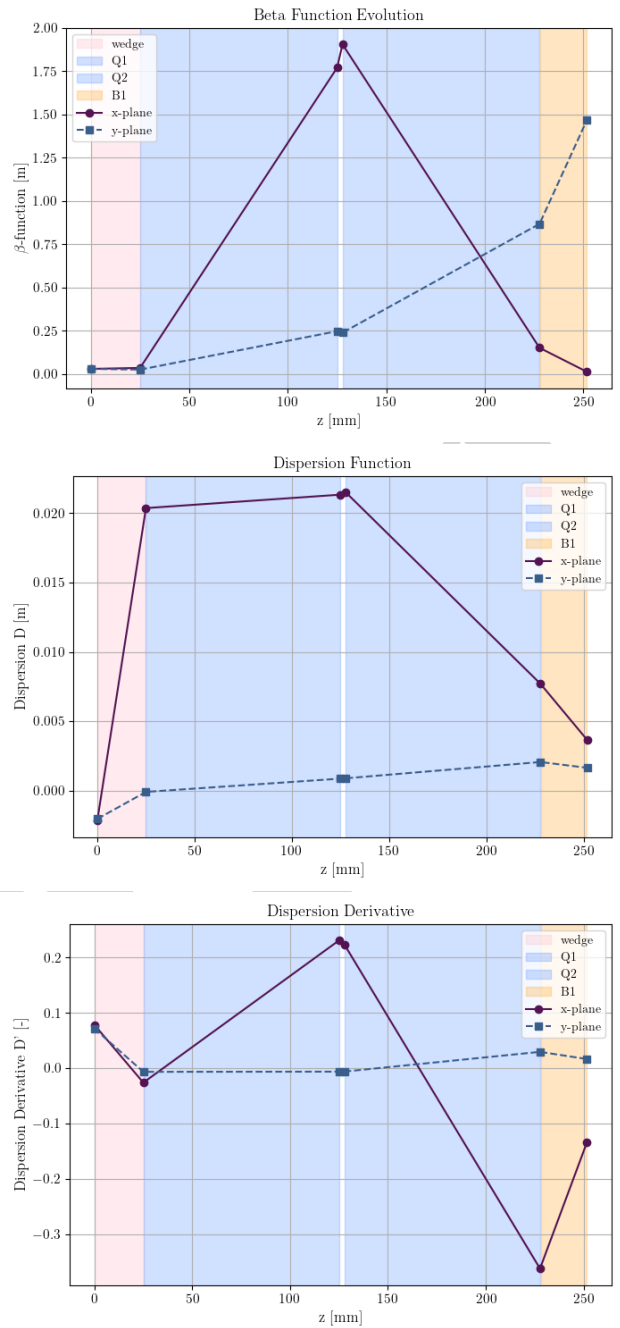 Beta Function Evolution
2.00
1.75
1.50
1.25
1.00
0.75
0.50
0.25
0.00
β-function [m]
wedge
Q1
Q2
B1
x-plane
y-plane
0 50 100 150 200 250
z [mm]
Dispersion Function
0.020
0.015
0.010
0.005
0.000
Dispersion D [m]
wedge
Q1
Q2
B1
x-plane
y-plane
0 50 100 150 200 250
z [mm]
Dispersion Derivative
0.2
0.1
0.0
−0.1
−0.2
−0.3
Dispersion Derivative D' [-]
wedge
Q1
Q2
B1
x-plane
y-plane
0 50 100 150 200 250
z [mm]